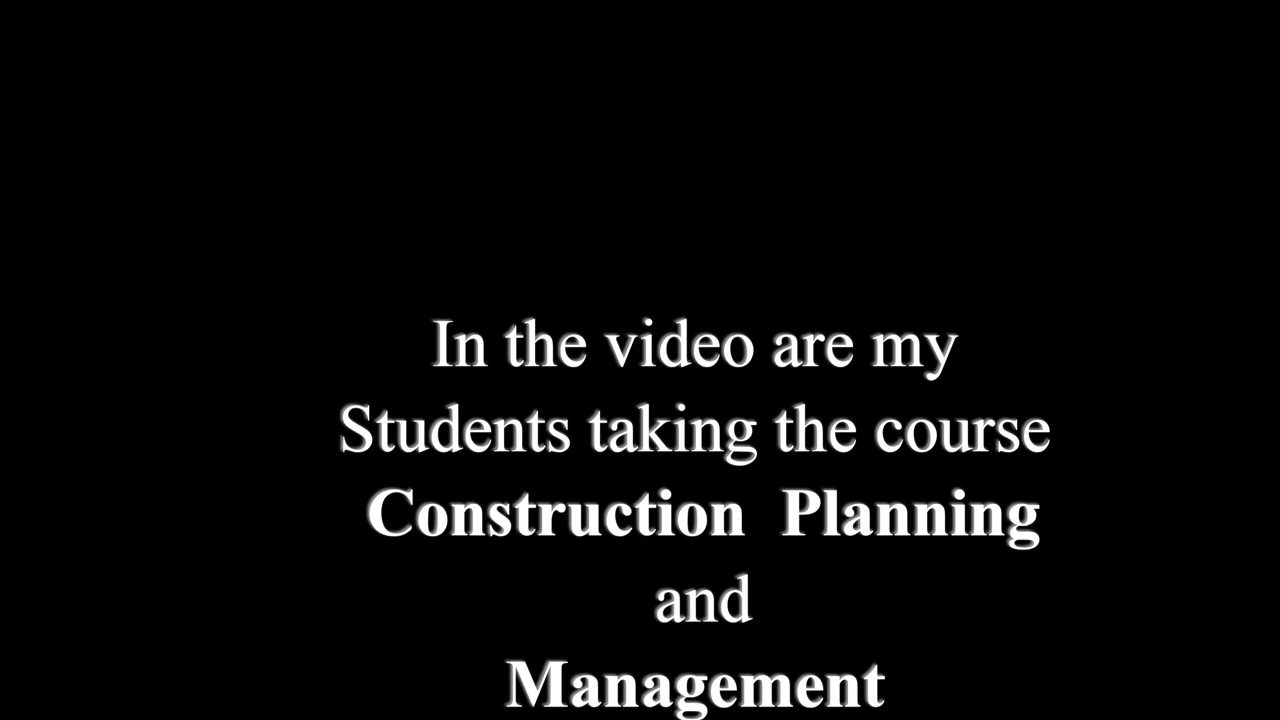 In the video are my
Students taking the course
Construction Planning
and
Management